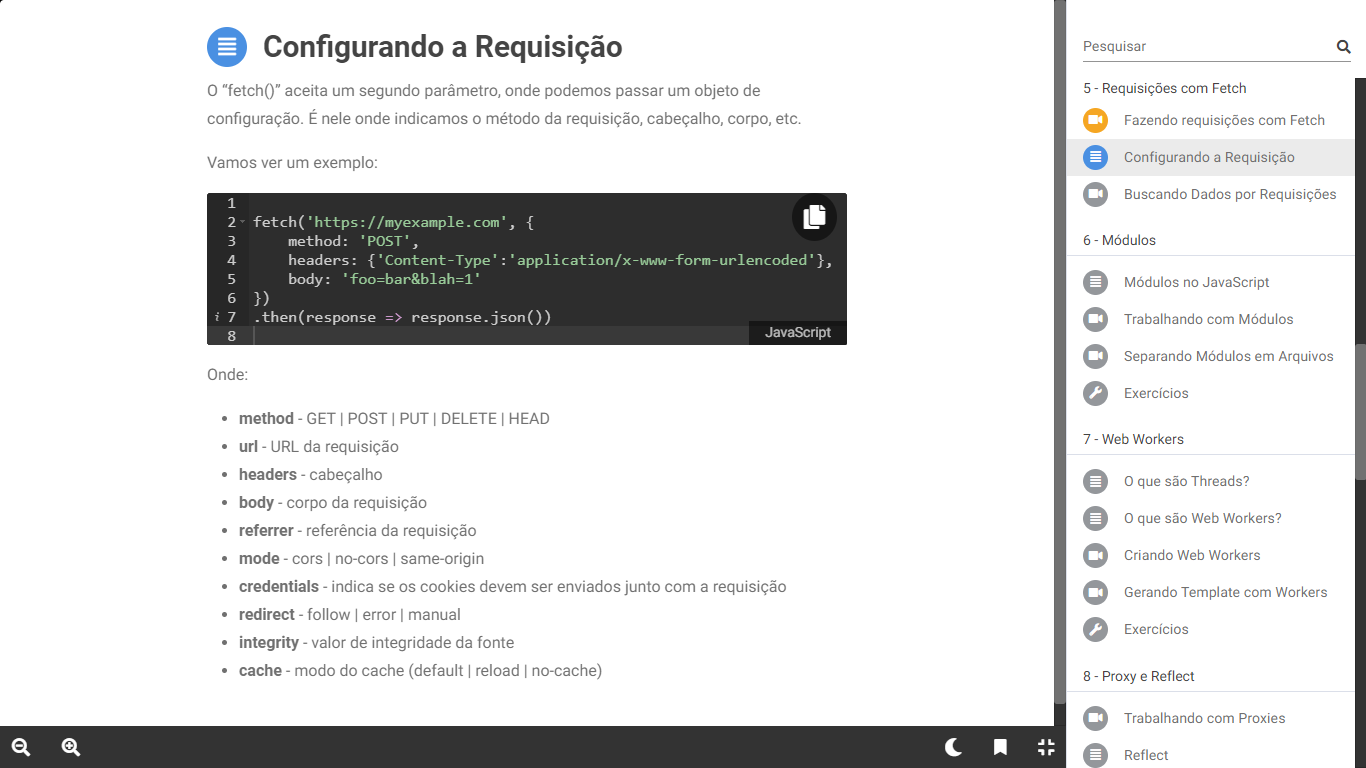 Configurando a Requisição
O “fetch()” aceita um segundo parâmetro, onde podemos passar um objeto de
configuração. É nele onde indicamos o método da requisição, cabeçalho, corpo, etc.
Vamos ver um exemplo:
1
2 fetch('https://myexample.com', {
3 method: 'POST',
4 headers: {'Content-Type':'application/x-www-form-urlencoded'},
5 body: 'foo=bar&blah=1'
6 })
i 7 .then(response => response.json())
8
JavaScript
Onde:
• method - GET | POST | PUT | DELETE | HEAD
• url - URL da requisição
• headers - cabeçalho
• body - corpo da requisição
• referrer - referência da requisição
• mode - cors | no-cors | same-origin
• credentials - indica se os cookies devem ser enviados junto com a requisição
• redirect - follow | error | manual
• integrity - valor de integridade da fonte
• cache - modo do cache (default | reload | no-cache)
Pesquisar
5 - Requisições com Fetch
Fazendo requisições com Fetch
Configurando a Requisição
Buscando Dados por Requisições
6 - Módulos
Módulos no JavaScript
Trabalhando com Módulos
Separando Módulos em Arquivos
Exercícios
7 - Web Workers
O que são Threads?
O que são Web Workers?
Criando Web Workers
Gerando Template com Workers
Exercícios
8 - Proxy e Reflect
Trabalhando com Proxies
Reflect